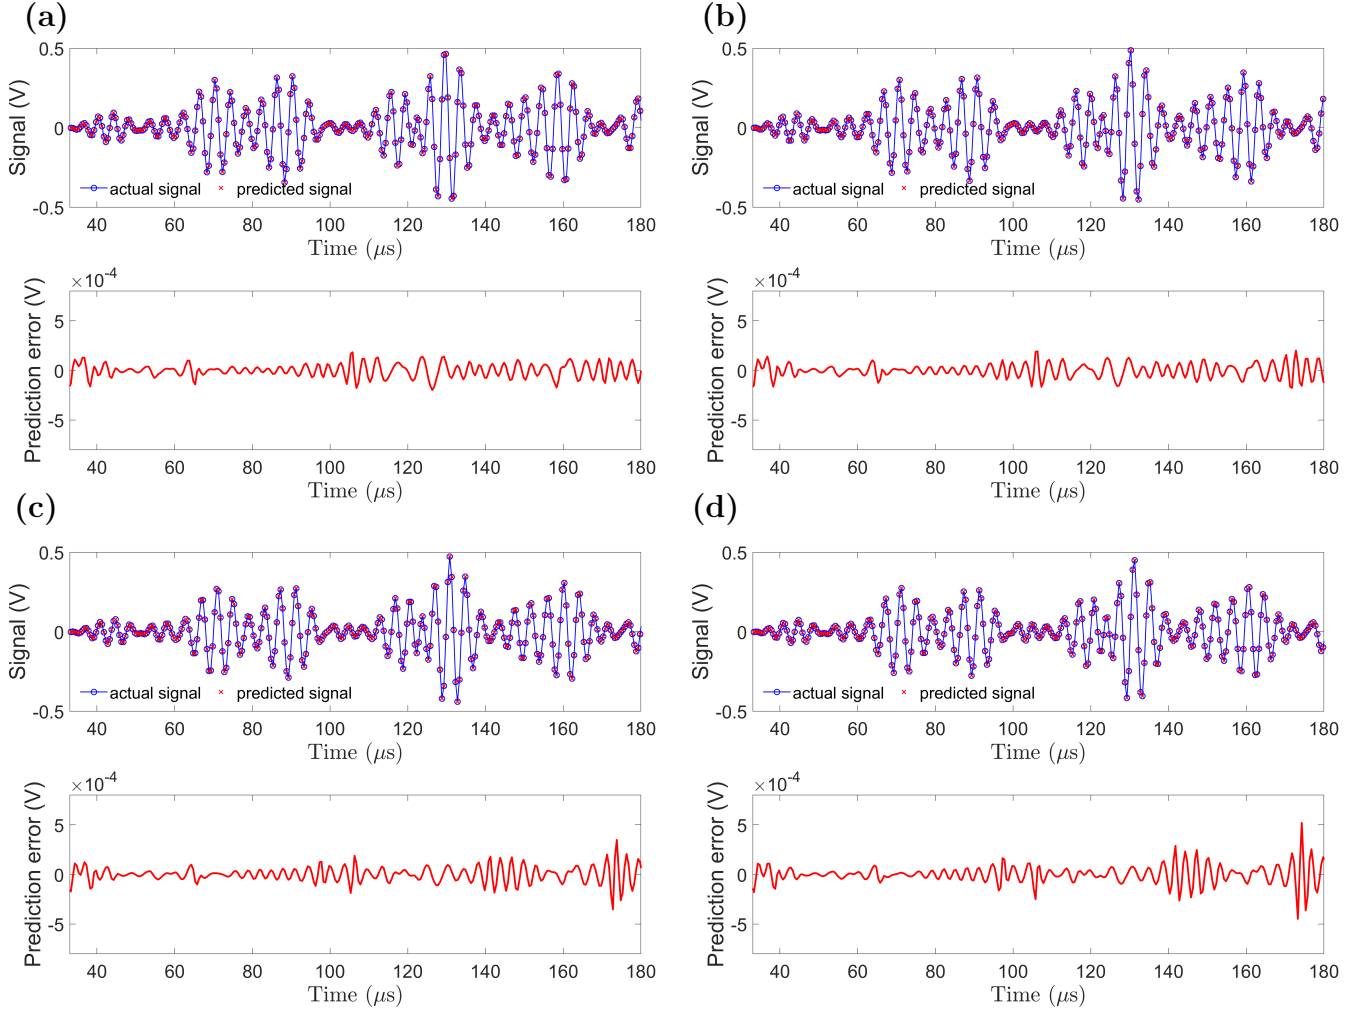 (a)
0.5
0
-0.5
Signal (V)
actual signal
predicted signal
40 60 80 100 120 140 160 180
Time (μs)
×10-4
5
0
-5
Prediction error (V)
40 60 80 100 120 140 160 180
Time (μs)
(b)
0.5
0
-0.5
Signal (V)
actual signal
predicted signal
40 60 80 100 120 140 160 180
Time (μs)
×10-4
5
0
-5
Prediction error (V)
40 60 80 100 120 140 160 180
Time (μs)
(c)
0.5
0
-0.5
Signal (V)
actual signal
predicted signal
40 60 80 100 120 140 160 180
Time (μs)
×10-4
5
0
-5
Prediction error (V)
40 60 80 100 120 140 160 180
Time (μs)
(d)
0.5
0
-0.5
Signal (V)
actual signal
predicted signal
40 60 80 100 120 140 160 180
Time (μs)
×10-4
5
0
-5
Prediction error (V)
40 60 80 100 120 140 160 180
Time (μs)